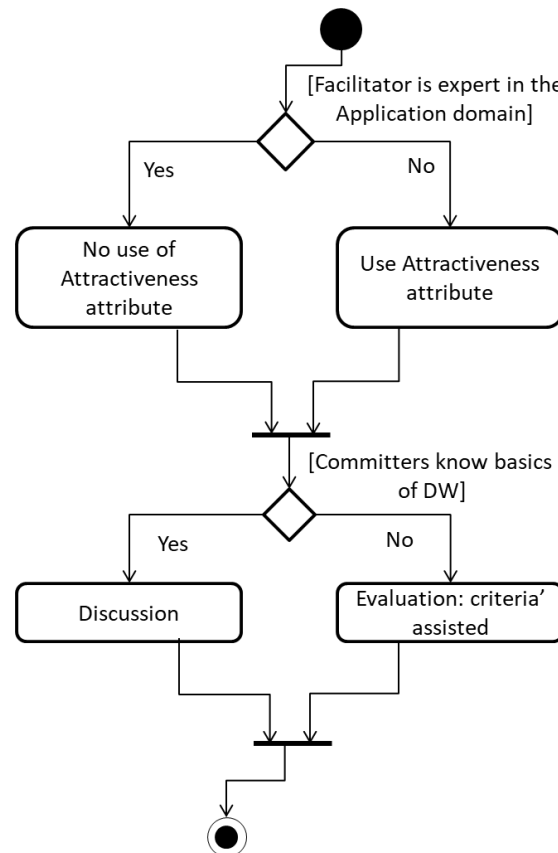 [Facilitator is expert in the
Application domain]
Yes
No
No use of
Attractiveness
attribute
Use Attractiveness
attribute
[Committers know basics
of DW]
Yes
No
Discussion
Evaluation: criteria’
assisted